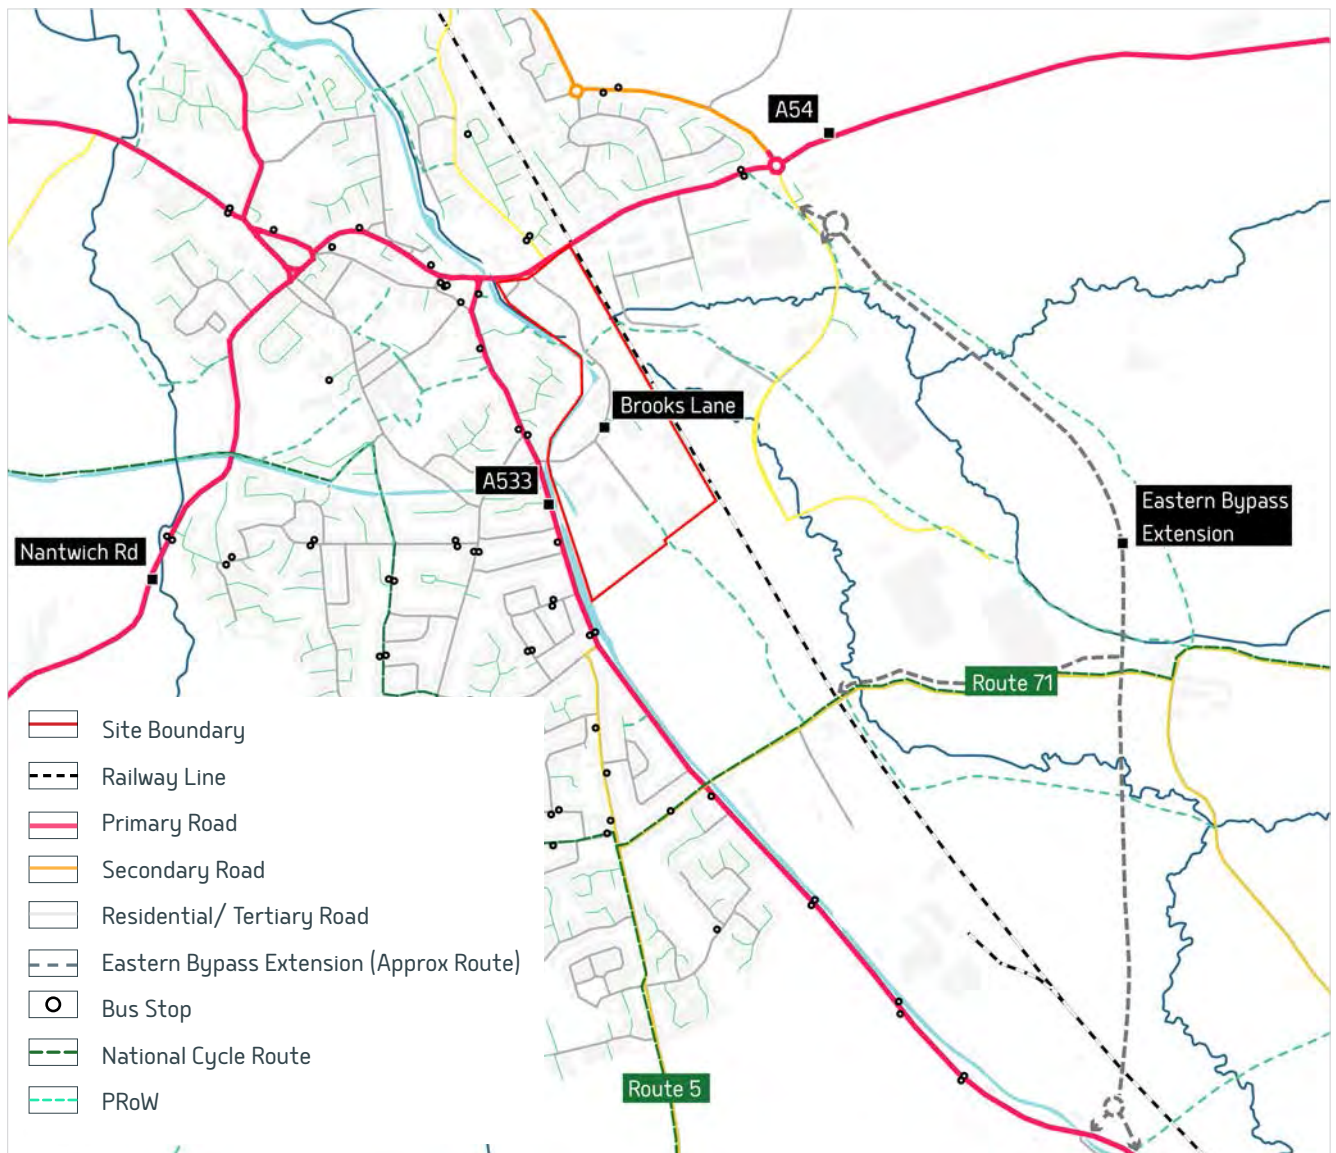 A54
Brooks Lane
A533
Eastern Bypass
Extension
Nantwich Rd
Route 71
Site Boundary
Railway Line
Primary Road
Secondary Road
Residential/ Tertiary Road
Eastern Bypass Extension (Approx Route)
Bus Stop
National Cycle Route
PRoW
Route 5